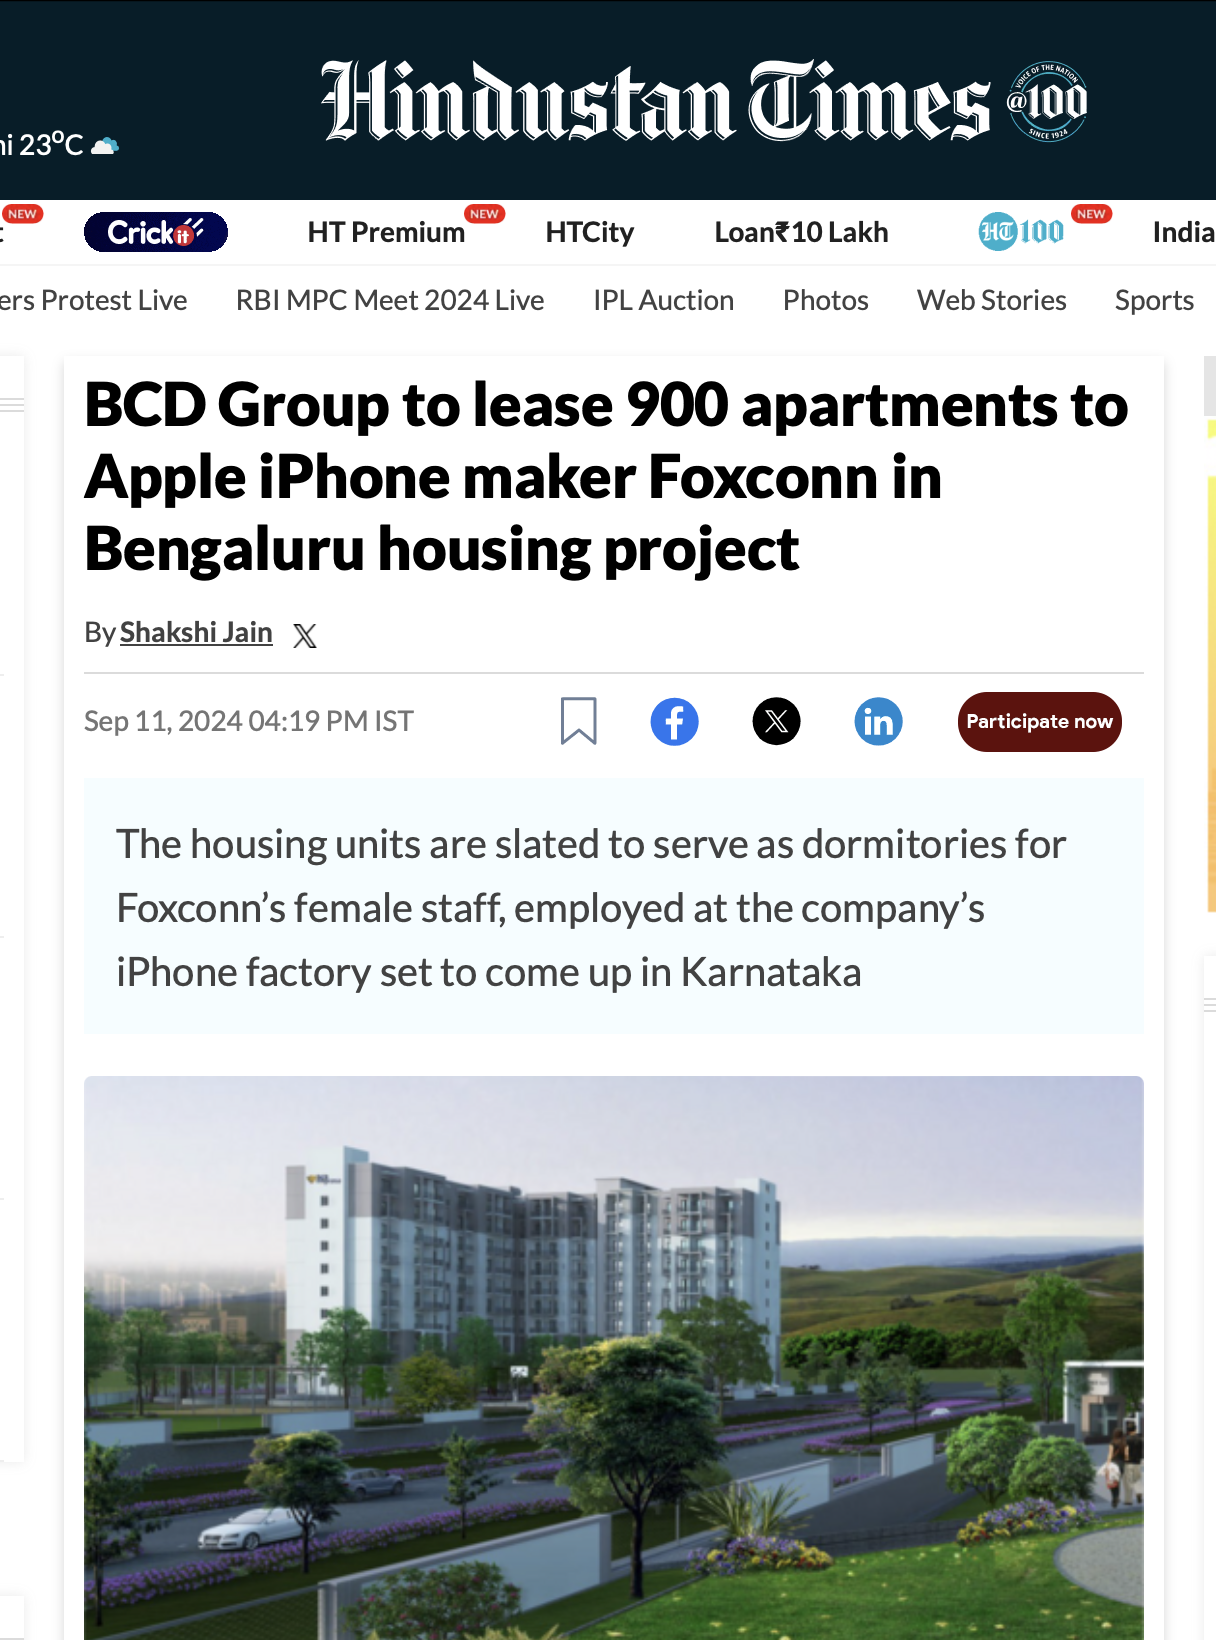 Hindustan Times
VOICE OF THE NATION
@100
SINCE 1924
23°C
NEW
Crickit
HT Premium
NEW
HTCity
Loan₹10 Lakh
HT 100
NEW
India
Protest Live
RBI MPC Meet 2024 Live
IPL Auction
Photos
Web Stories
Sports
BCD Group to lease 900 apartments to
Apple iPhone maker Foxconn in
Bengaluru housing project
By Shakshi Jain
Sep 11, 2024 04:19 PM IST
Participate now
The housing units are slated to serve as dormitories for
Foxconn’s female staff, employed at the company’s
iPhone factory set to come up in Karnataka